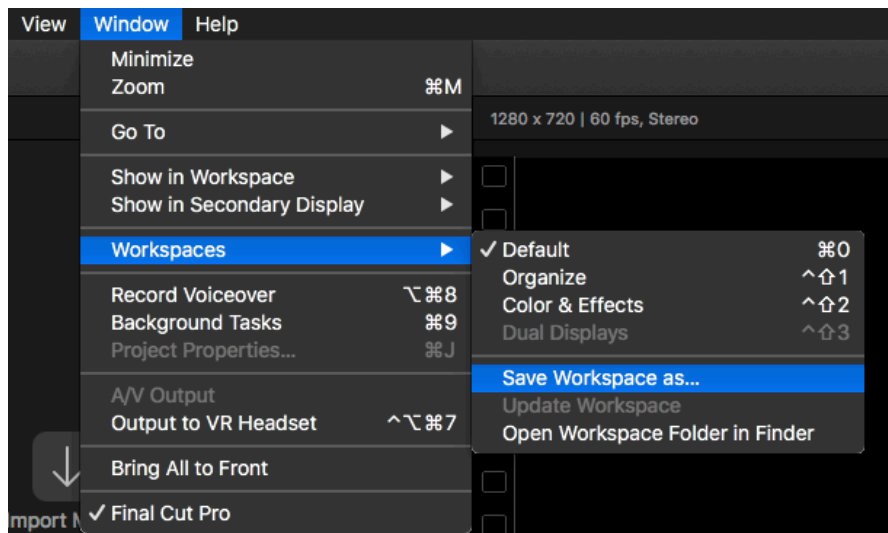 View Window Help
Minimize
Zoom ⌘M
1280 x 720 | 60 fps, Stereo
Go To ▶
Show in Workspace ▶
Show in Secondary Display ▶
Workspaces ▶
✓ Default ⌘0
Organize ^⇧1
Color & Effects ^⇧2
Dual Displays ^⇧3
Save Workspace as...
Update Workspace
Open Workspace Folder in Finder
Record Voiceover ⌥⌘8
Background Tasks ⌘9
Project Properties... ⌘J
A/V Output
Output to VR Headset ^⌥⌘7
Bring All to Front
✓ Final Cut Pro
Import